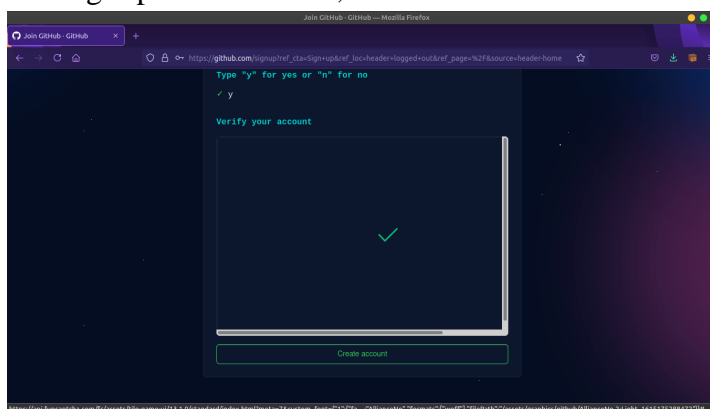 Join GitHub · GitHub — Mozilla Firefox
Join GitHub · GitHub
https://github.com/signup?ref_cta=Sign+up&ref_loc=header+logged+out&ref_page=%2F&source=header-home
Type "y" for yes or "n" for no
✓ y
Verify your account
Create account